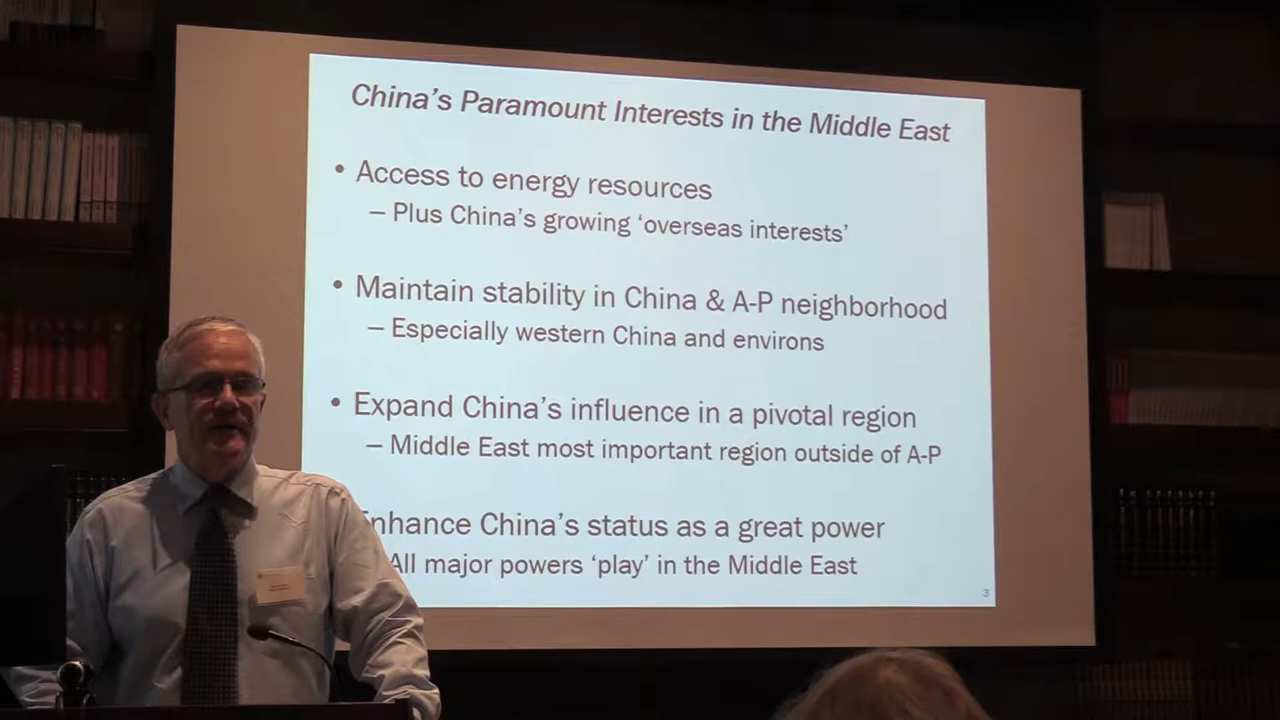 China's Paramount Interests in the Middle East
• Access to energy resources
– Plus China's growing 'overseas interests'
• Maintain stability in China & A-P neighborhood
– Especially western China and environs
• Expand China's influence in a pivotal region
– Middle East most important region outside of A-P
Enhance China's status as a great power
All major powers 'play' in the Middle East
3